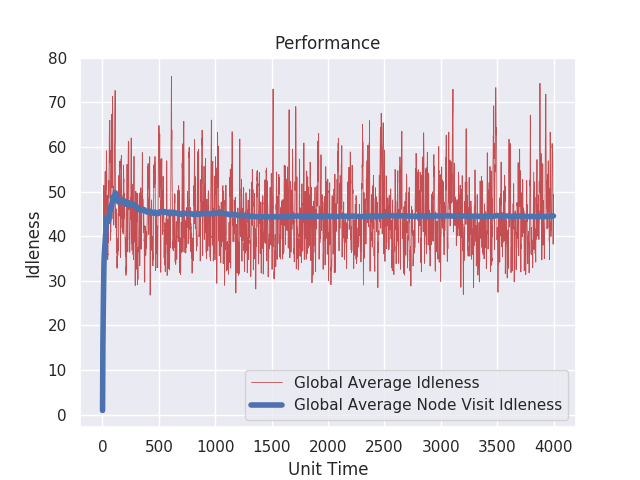 Performance
80
70
60
50
40
30
20
10
0
Idleness
Global Average Idleness
Global Average Node Visit Idleness
0 500 1000 1500 2000 2500 3000 3500 4000
Unit Time